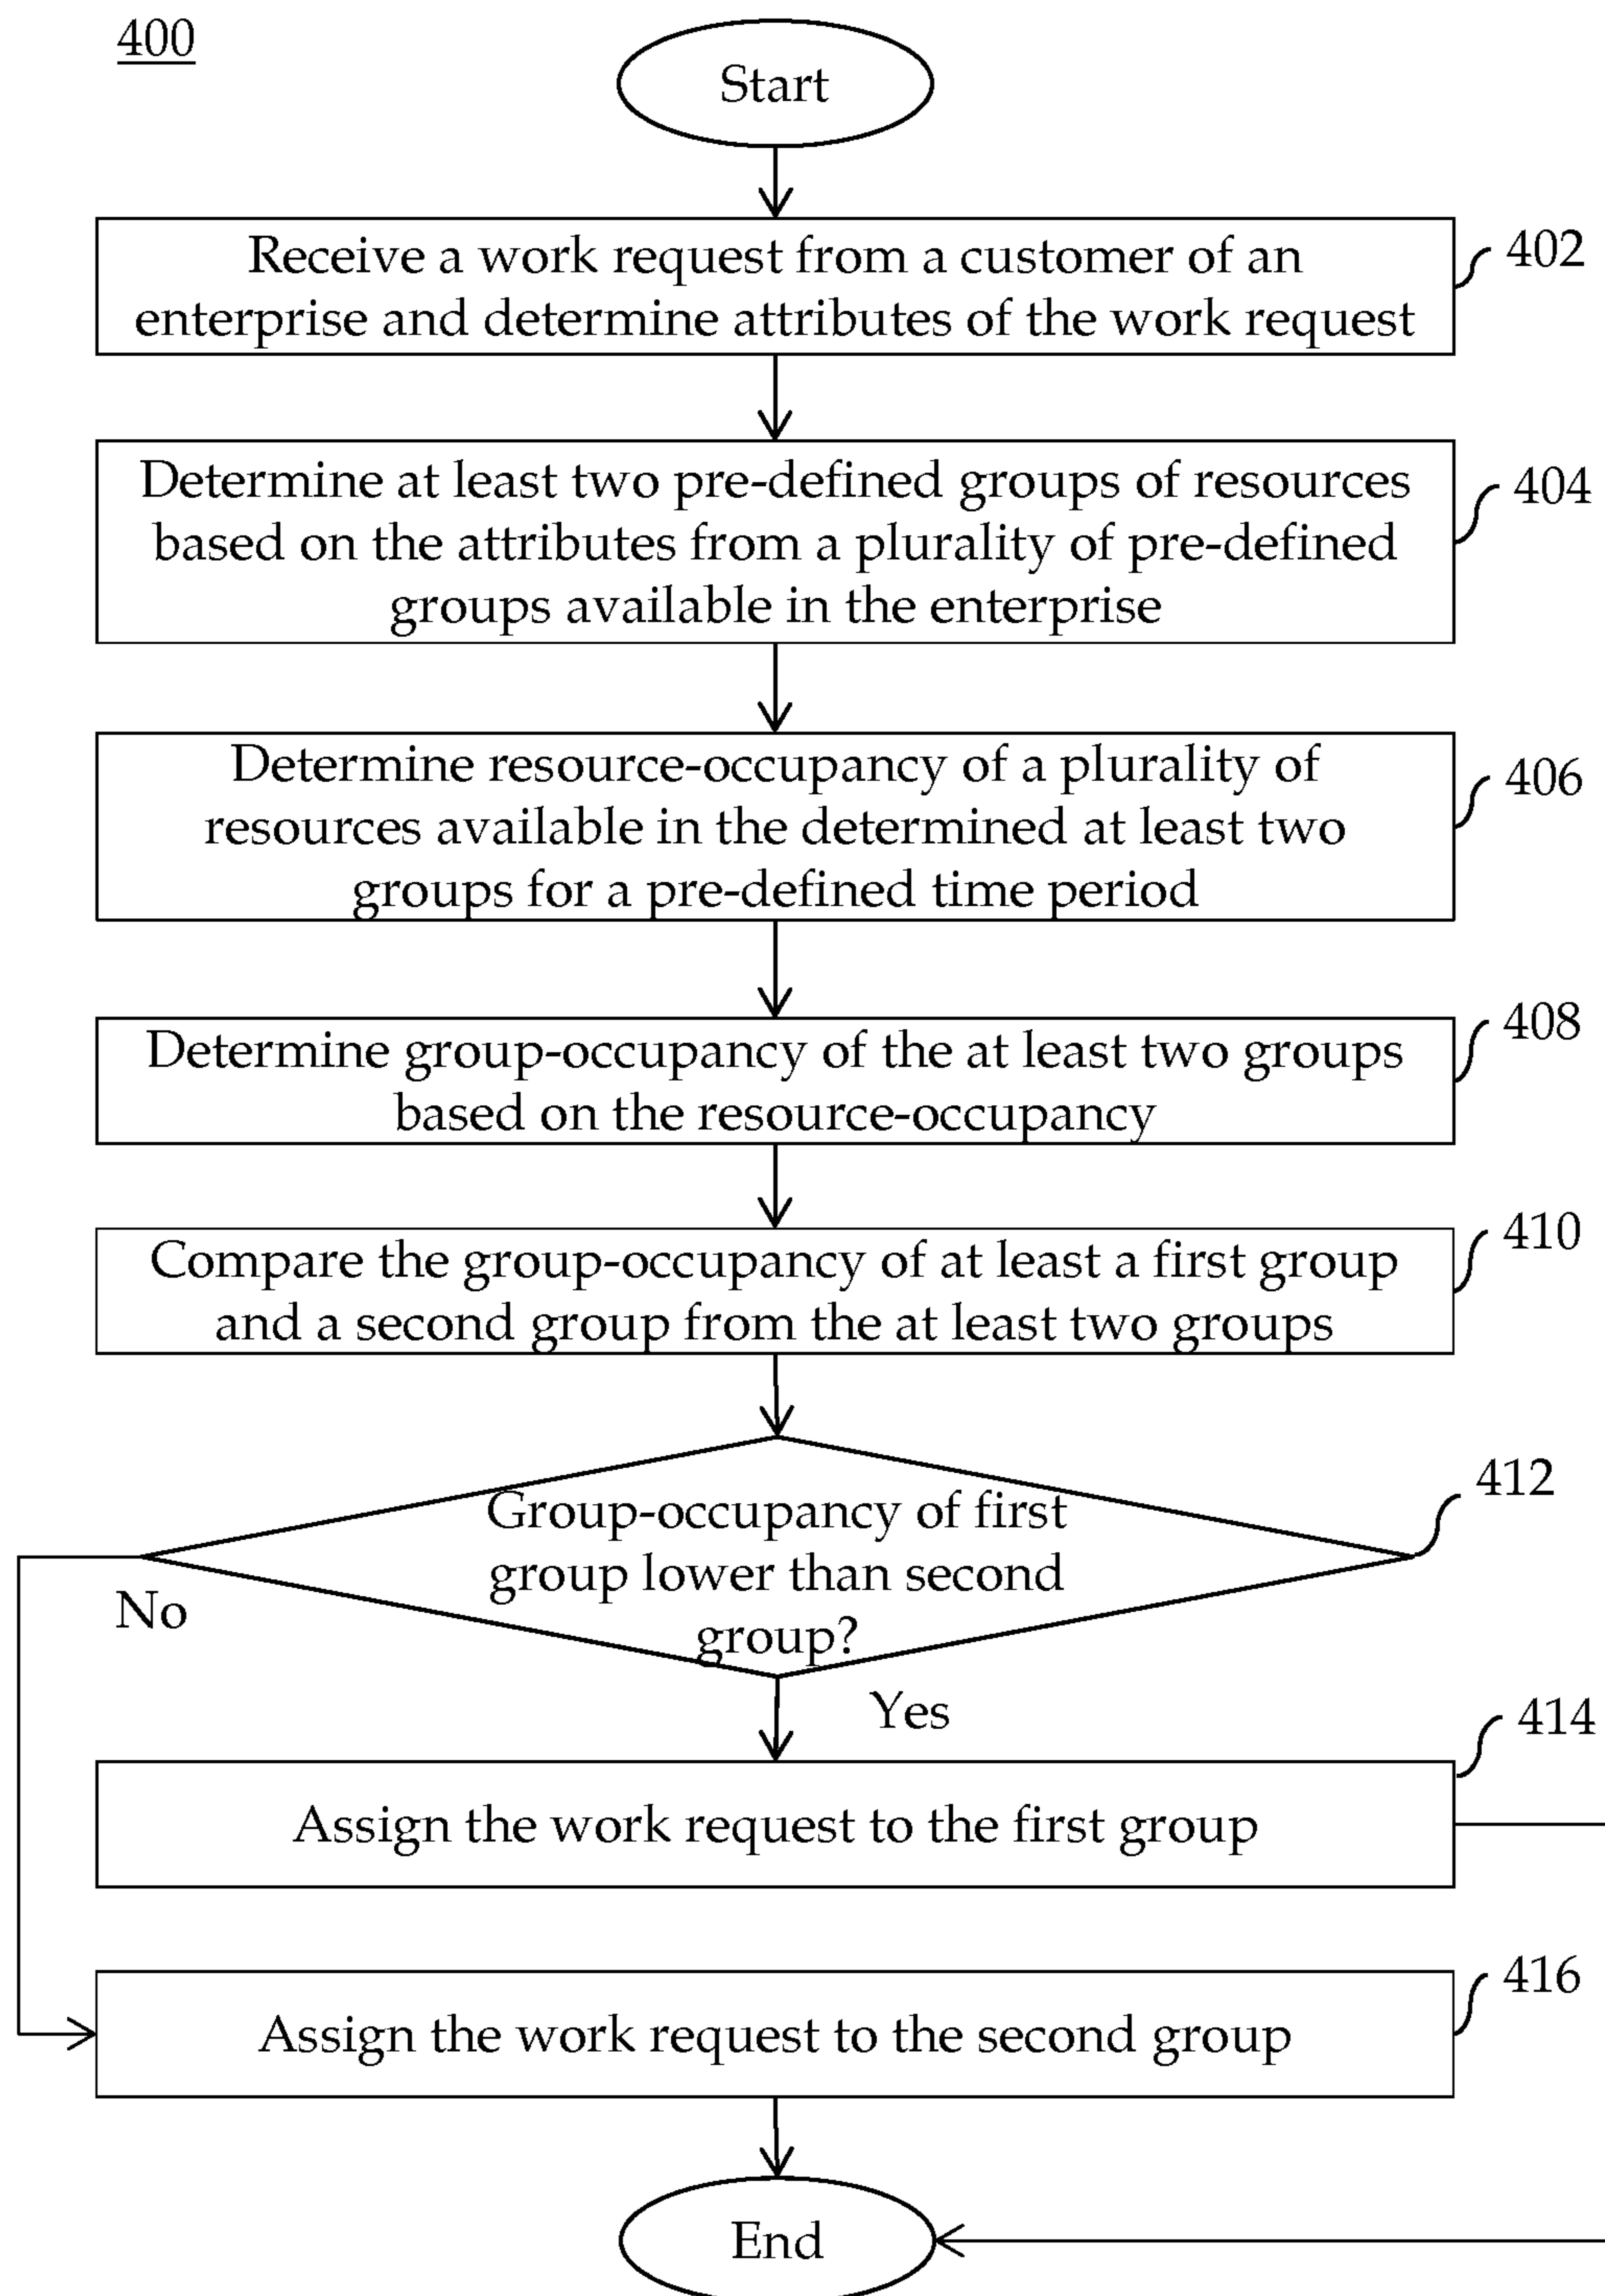 400
Start
Receive a work request from a customer of an
enterprise and determine attributes of the work request
402
Determine at least two pre-defined groups of resources
based on the attributes from a plurality of pre-defined
groups available in the enterprise
404
Determine resource-occupancy of a plurality of
resources available in the determined at least two
groups for a pre-defined time period
406
Determine group-occupancy of the at least two groups
based on the resource-occupancy
408
Compare the group-occupancy of at least a first group
and a second group from the at least two groups
410
Group-occupancy of first
group lower than second
group?
412
No
Yes
Assign the work request to the first group
414
Assign the work request to the second group
416
End